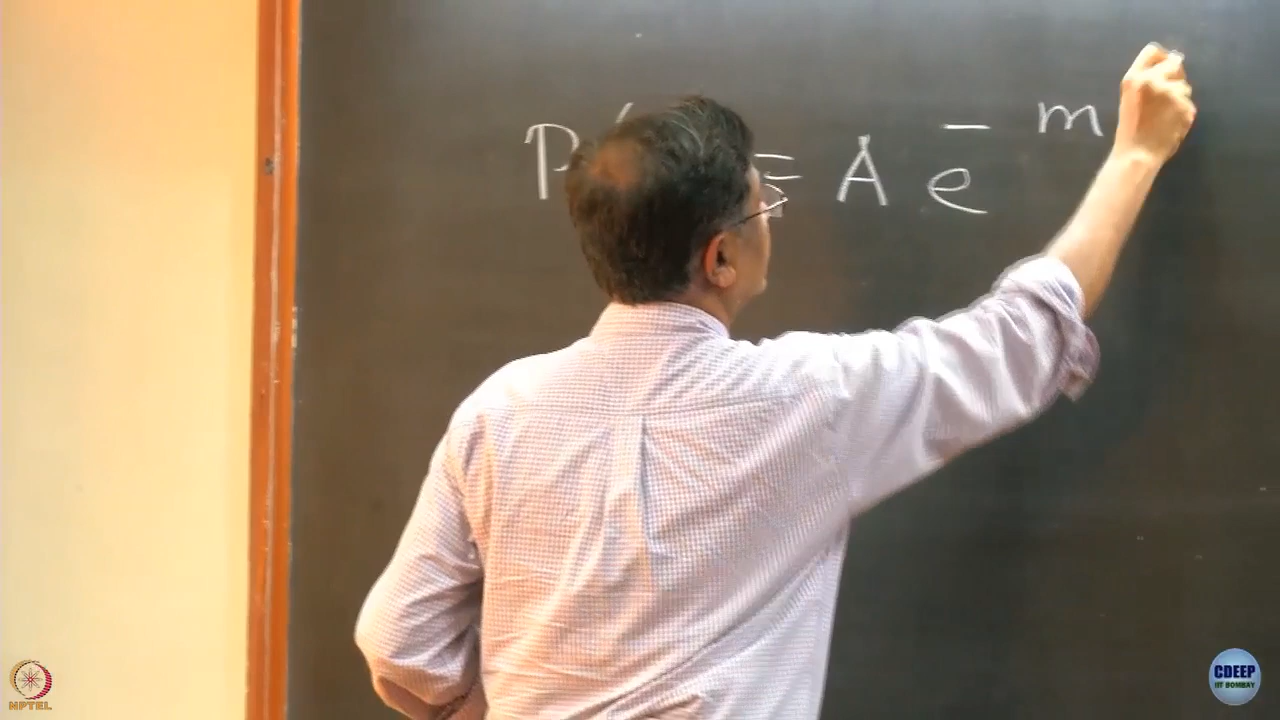 P = A e^{- m}
NPTEL
CDEEP
IIT BOMBAY